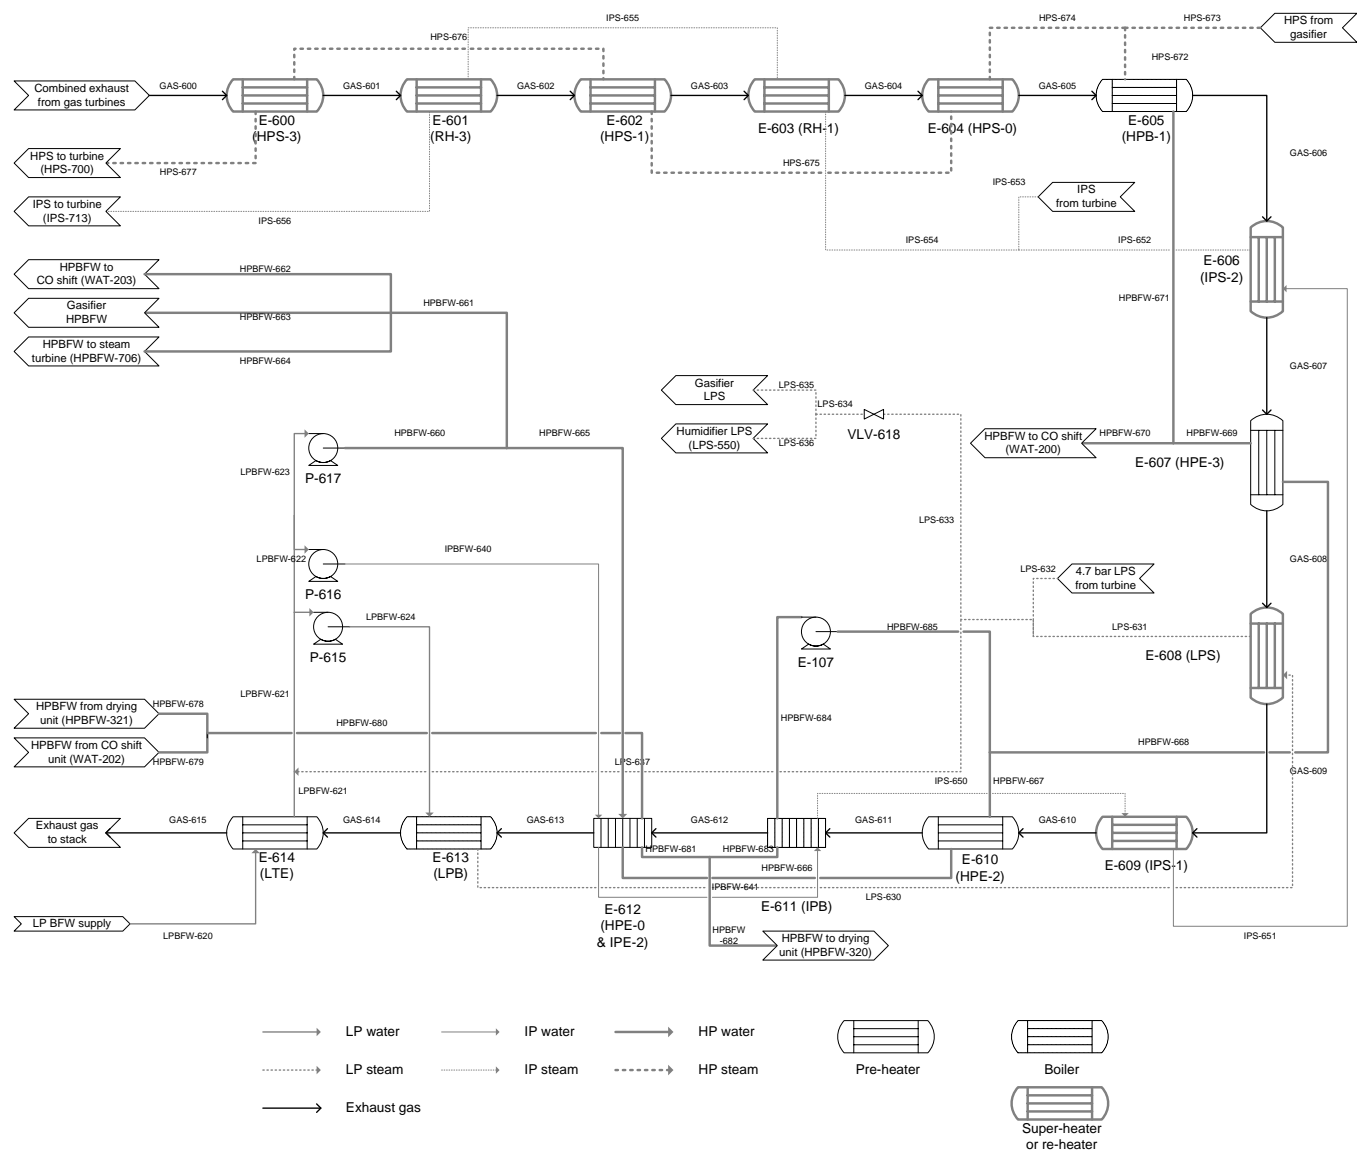 IPS-655
HPS-674
HPS-673
HPS from
gasifier
HPS-676
HPS-672
Combined exhaust
from gas turbines
GAS-600
GAS-601
GAS-602
GAS-603
GAS-604
GAS-605
E-600
(HPS-3)
E-601
(RH-3)
E-602
(HPS-1)
E-603 (RH-1)
E-604 (HPS-0)
E-605
(HPB-1)
HPS to turbine
(HPS-700)
HPS-677
HPS-675
GAS-606
IPS-653
IPS
from turbine
IPS to turbine
(IPS-713)
IPS-656
IPS-654
IPS-652
E-606
(IPS-2)
HPBFW to
CO shift (WAT-203)
HPBFW-662
HPBFW-661
HPBFW-671
Gasifier
HPBFW
HPBFW-663
HPBFW to steam
turbine (HPBFW-706)
HPBFW-664
GAS-607
Gasifier
LPS
LPS-635
LPS-634
Humidifier LPS
(LPS-550)
LPS-636
VLV-618
HPBFW-660
HPBFW-665
HPBFW to CO shift
(WAT-200)
HPBFW-670
HPBFW-669
E-607 (HPE-3)
LPBFW-623
P-617
LPS-633
LPBFW-622
IPBFW-640
GAS-608
P-616
LPS-632
4.7 bar LPS
from turbine
LPBFW-624
HPBFW-685
LPS-631
P-615
E-107
E-608 (LPS)
LPBFW-621
HPBFW from drying
unit (HPBFW-321)
HPBFW-678
HPBFW-680
HPBFW-684
HPBFW from CO shift
unit (WAT-202)
HPBFW-679
HPBFW-668
LPS-637
GAS-609
IPS-650
HPBFW-667
LPBFW-621
Exhaust gas
to stack
GAS-615
GAS-614
GAS-613
GAS-612
GAS-611
GAS-610
E-614
(LTE)
E-613
(LPB)
HPBFW-681
HPBFW-683
HPBFW-666
E-610
(HPE-2)
E-609 (IPS-1)
IPBFW-641
LPS-630
E-612
(HPE-0
& IPE-2)
E-611 (IPB)
LP BFW supply
LPBFW-620
HPBFW
-682
HPBFW to drying
unit (HPBFW-320)
IPS-651
LP water
IP water
HP water
LP steam
IP steam
HP steam
Pre-heater
Boiler
Exhaust gas
Super-heater
or re-heater